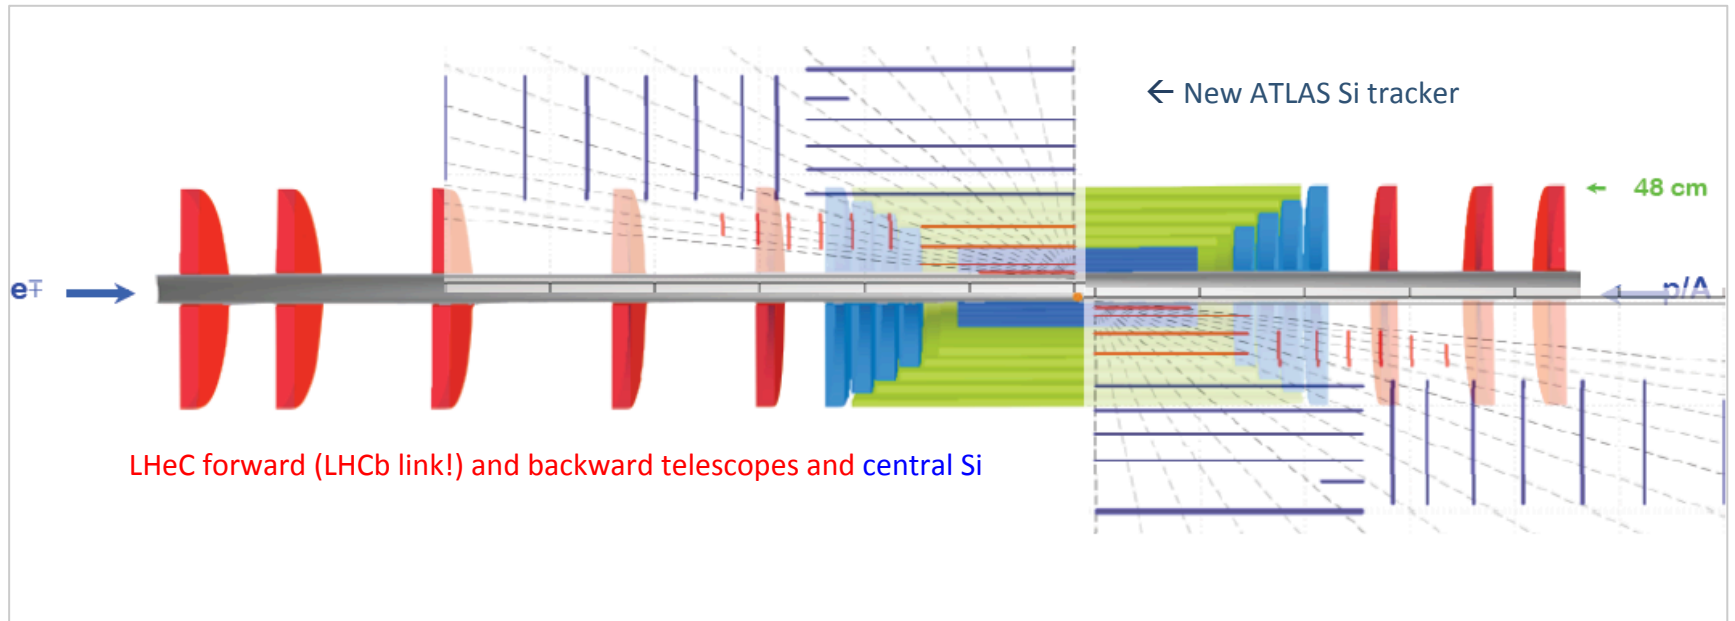 ← New ATLAS Si tracker
← 48 cm
e∓
p/A
LHeC forward (LHCb link!) and backward telescopes and central Si